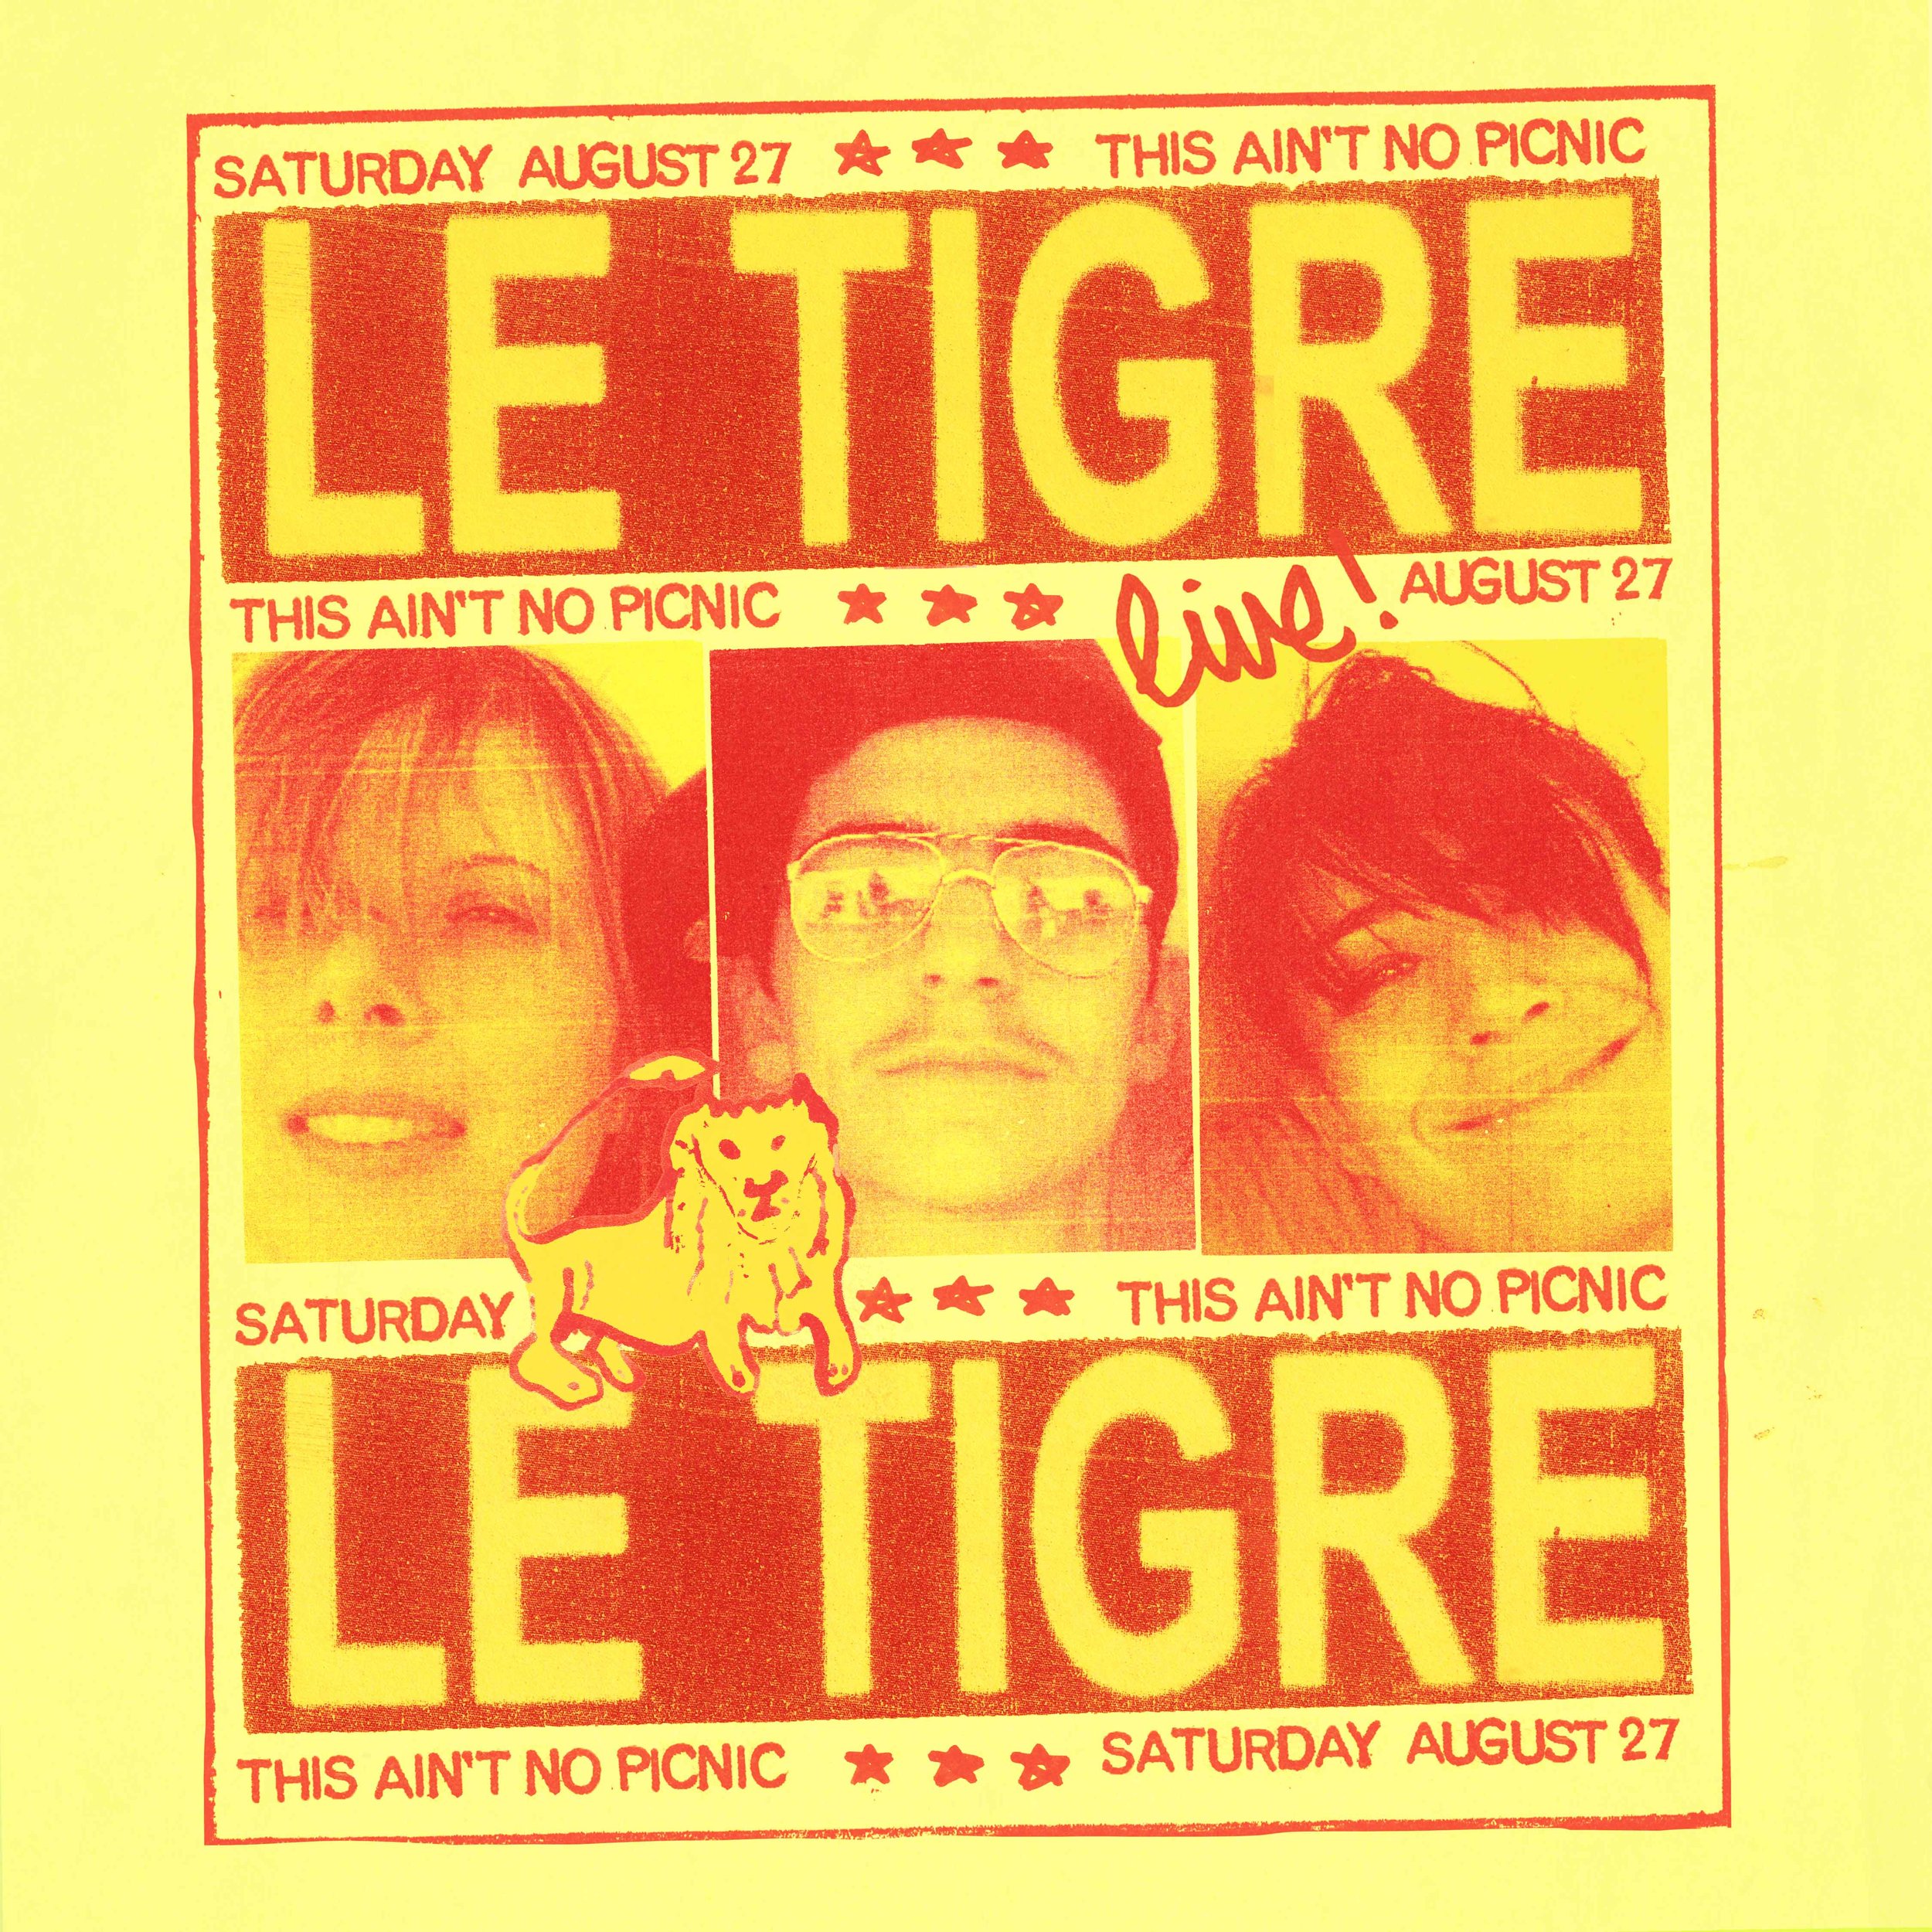 SATURDAY AUGUST 27 ★ ★ ★ THIS AIN'T NO PICNIC
LE TIGRE
THIS AIN'T NO PICNIC ★ ★ ★ live! AUGUST 27
SATURDAY ★ ★ ★ THIS AIN'T NO PICNIC
LE TIGRE
THIS AIN'T NO PICNIC ★ ★ ★ SATURDAY AUGUST 27